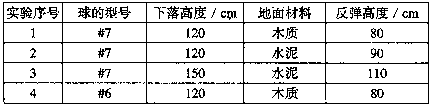 实验序号 球的型号 下落高度/cm 地面材料 反弹高度/cm
1 #7 120 木质 80
2 #7 120 水泥 90
3 #7 150 水泥 110
4 #6 120 木质 80